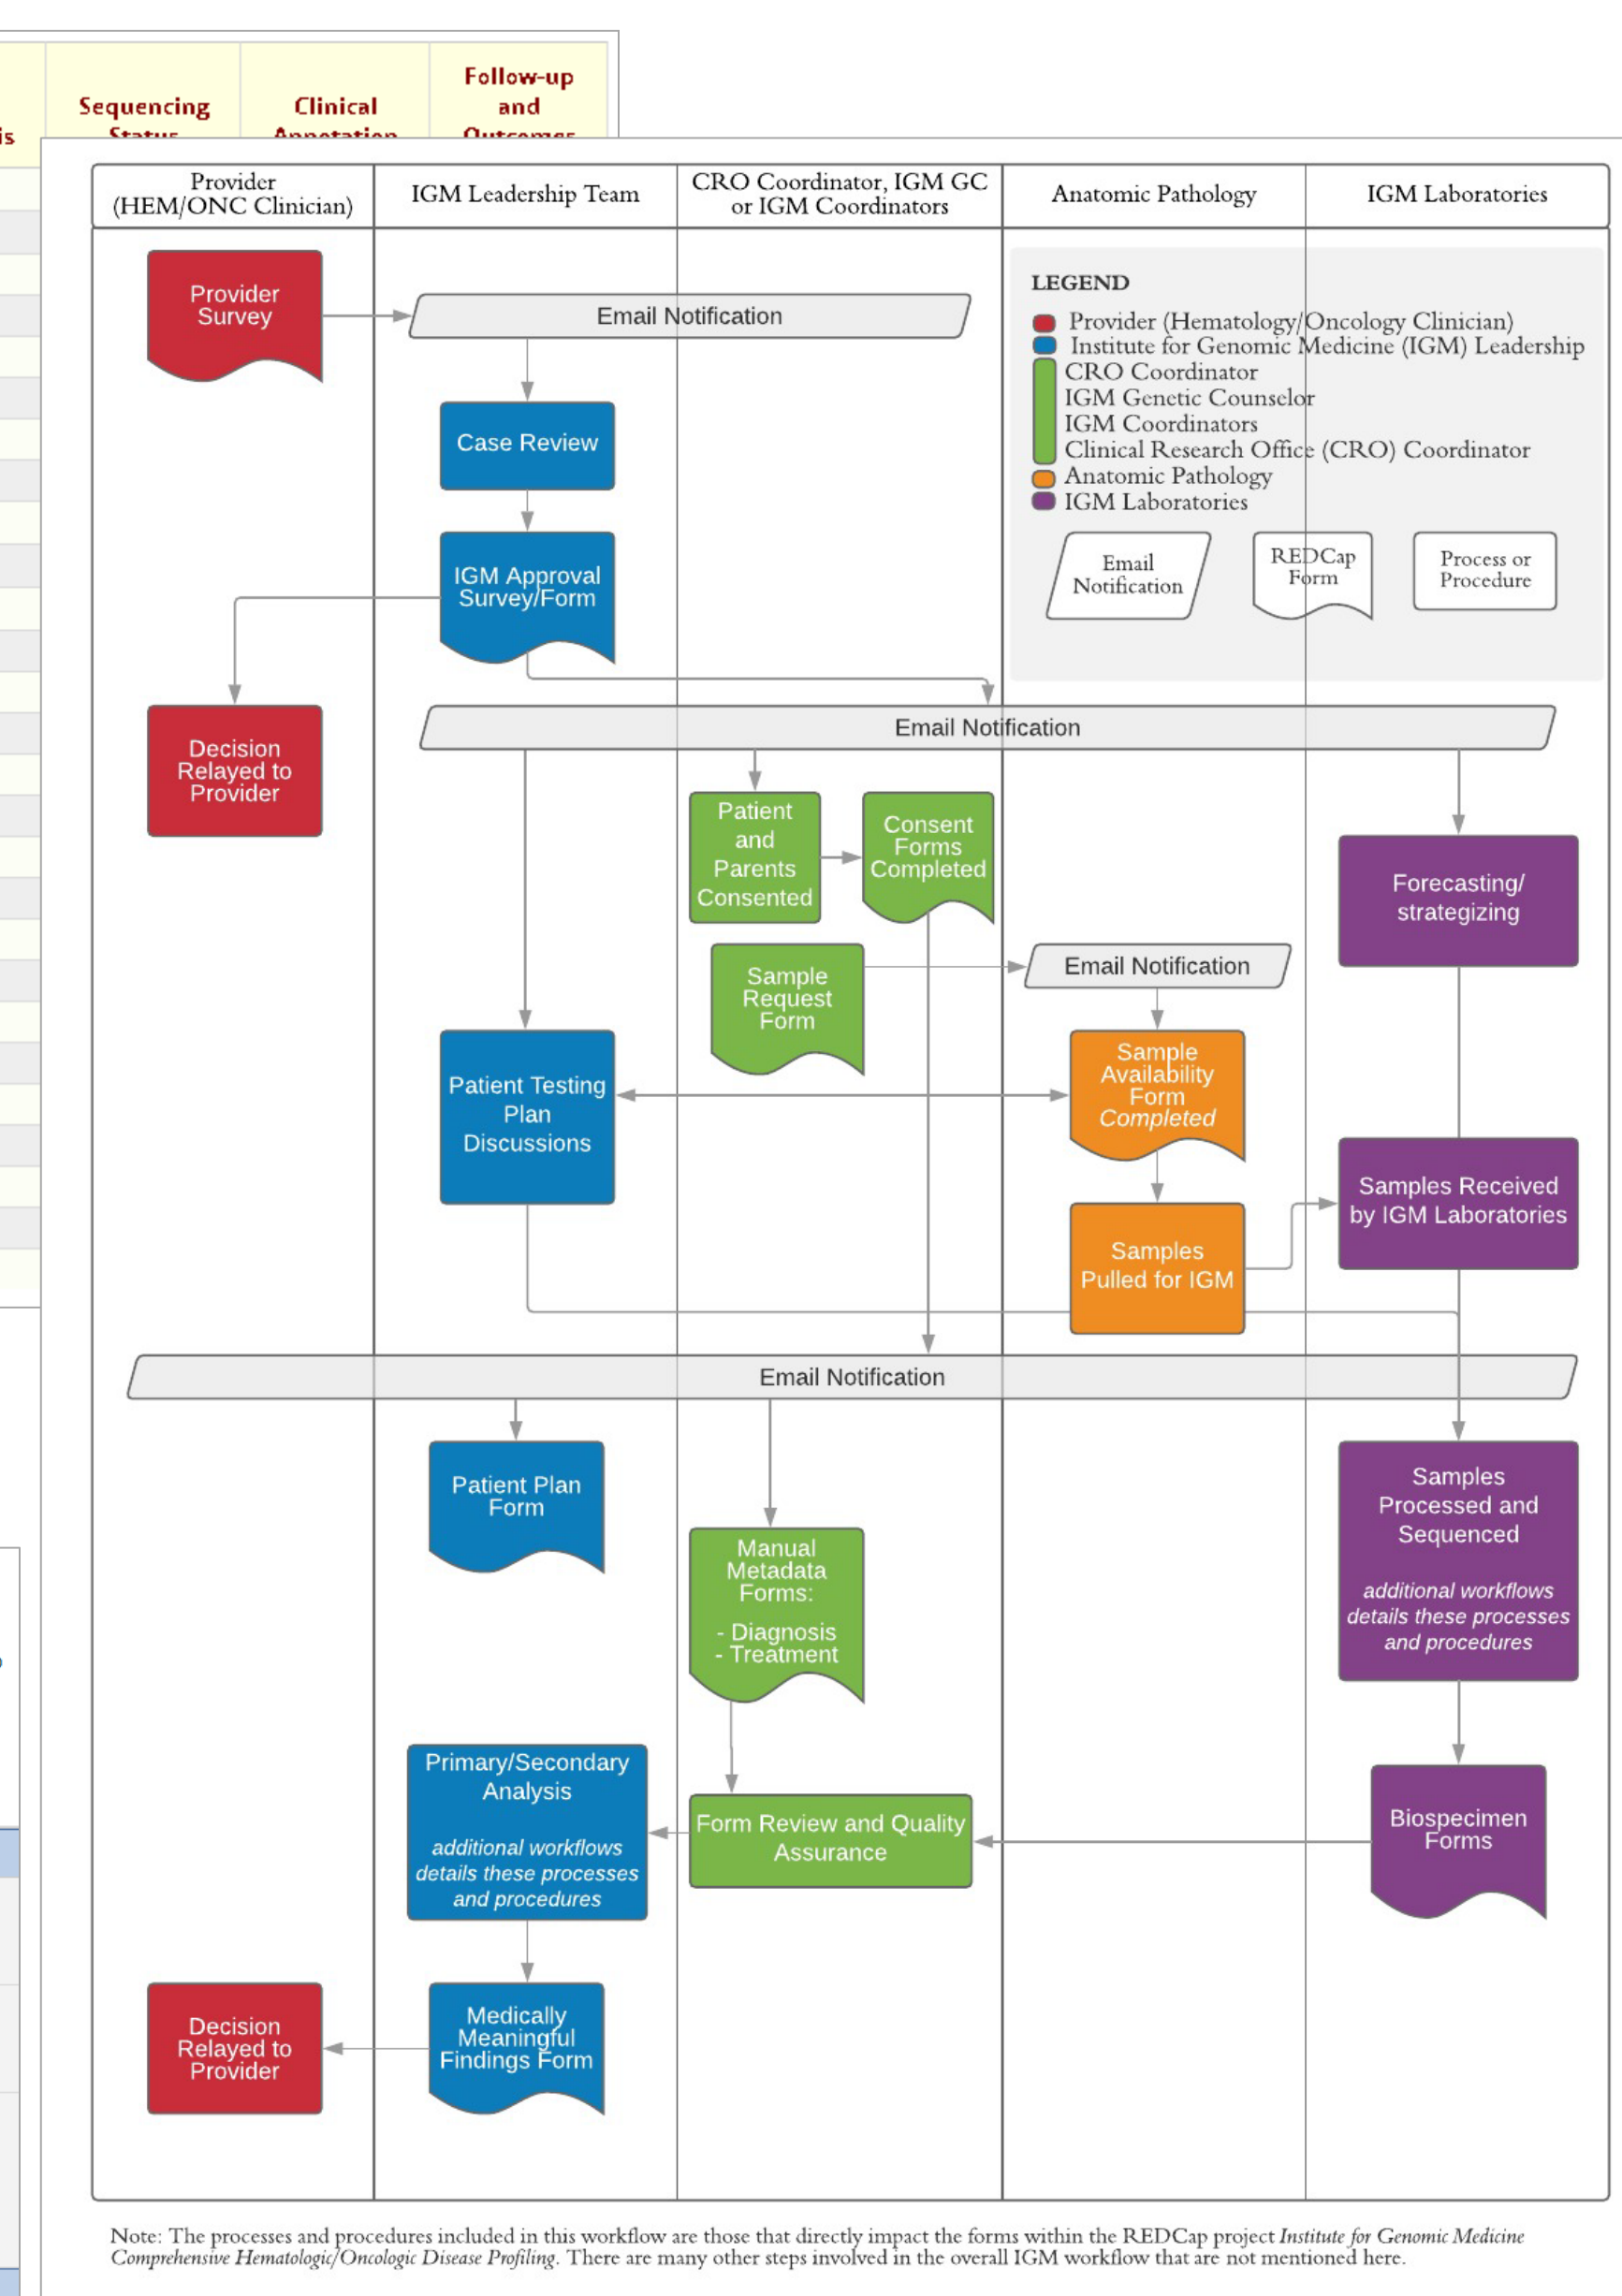 Sequencing
Status
Clinical
Annotation
Follow-up
and
Outcomes
is
Provider
(HEM/ONC Clinician)
IGM Leadership Team
CRO Coordinator, IGM GC
or IGM Coordinators
Anatomic Pathology
IGM Laboratories
Provider
Survey
Email Notification
LEGEND
Provider (Hematology/Oncology Clinician)
Institute for Genomic Medicine (IGM) Leadership
CRO Coordinator
IGM Genetic Counselor
IGM Coordinators
Clinical Research Office (CRO) Coordinator
Anatomic Pathology
IGM Laboratories
Email
Notification
REDCap
Form
Process or
Procedure
Case Review
IGM Approval
Survey/Form
Decision
Relayed to
Provider
Email Notification
Patient
and
Parents
Consented
Consent
Forms
Completed
Forecasting/
strategizing
Sample
Request
Form
Email Notification
Patient Testing
Plan
Discussions
Sample
Availability
Form
Completed
Samples Received
by IGM Laboratories
Samples
Pulled for IGM
Email Notification
Patient Plan
Form
Manual
Metadata
Forms:
- Diagnosis
- Treatment
Samples
Processed and
Sequenced
additional workflows
details these processes
and procedures
Primary/Secondary
Analysis
additional workflows
details these processes
and procedures
Form Review and Quality
Assurance
Biospecimen
Forms
Decision
Relayed to
Provider
Medically
Meaningful
Findings Form
Note: The processes and procedures included in this workflow are those that directly impact the forms within the REDCap project Institute for Genomic Medicine
Comprehensive Hematologic/Oncologic Disease Profiling. There are many other steps involved in the overall IGM workflow that are not mentioned here.